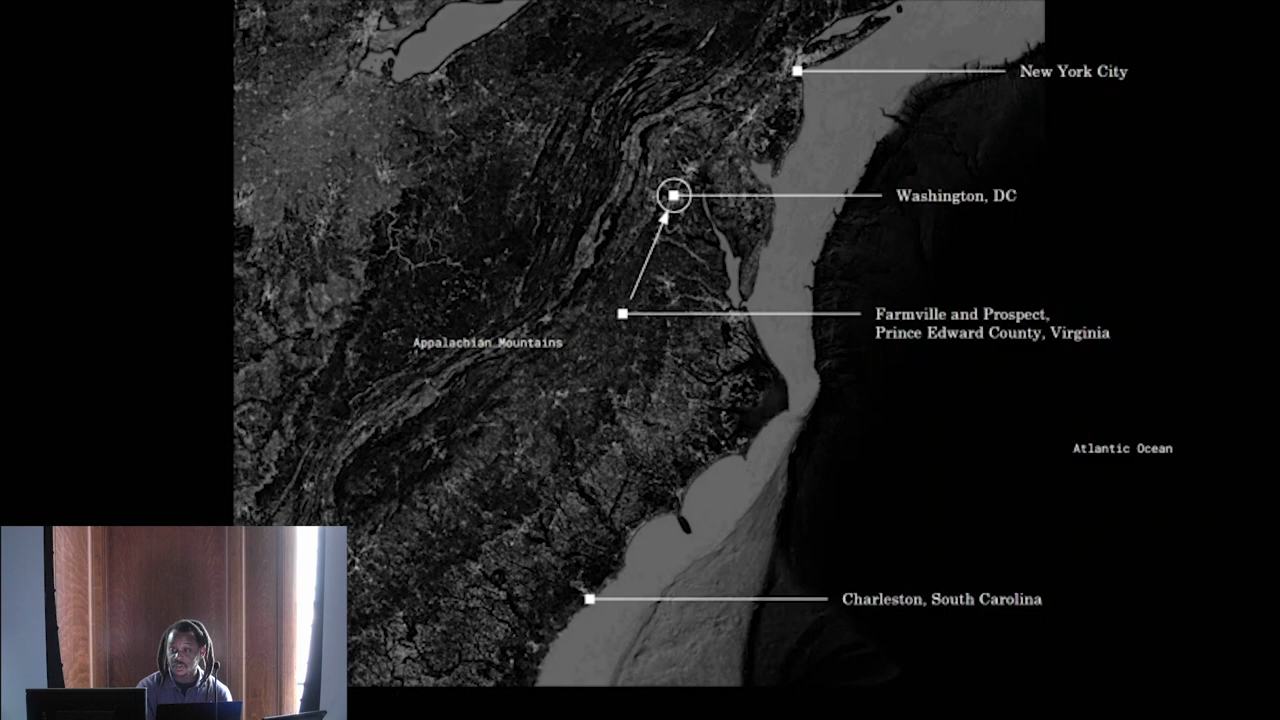 New York City
Washington, DC
Farmville and Prospect,
Prince Edward County, Virginia
Appalachian Mountains
Atlantic Ocean
Charleston, South Carolina